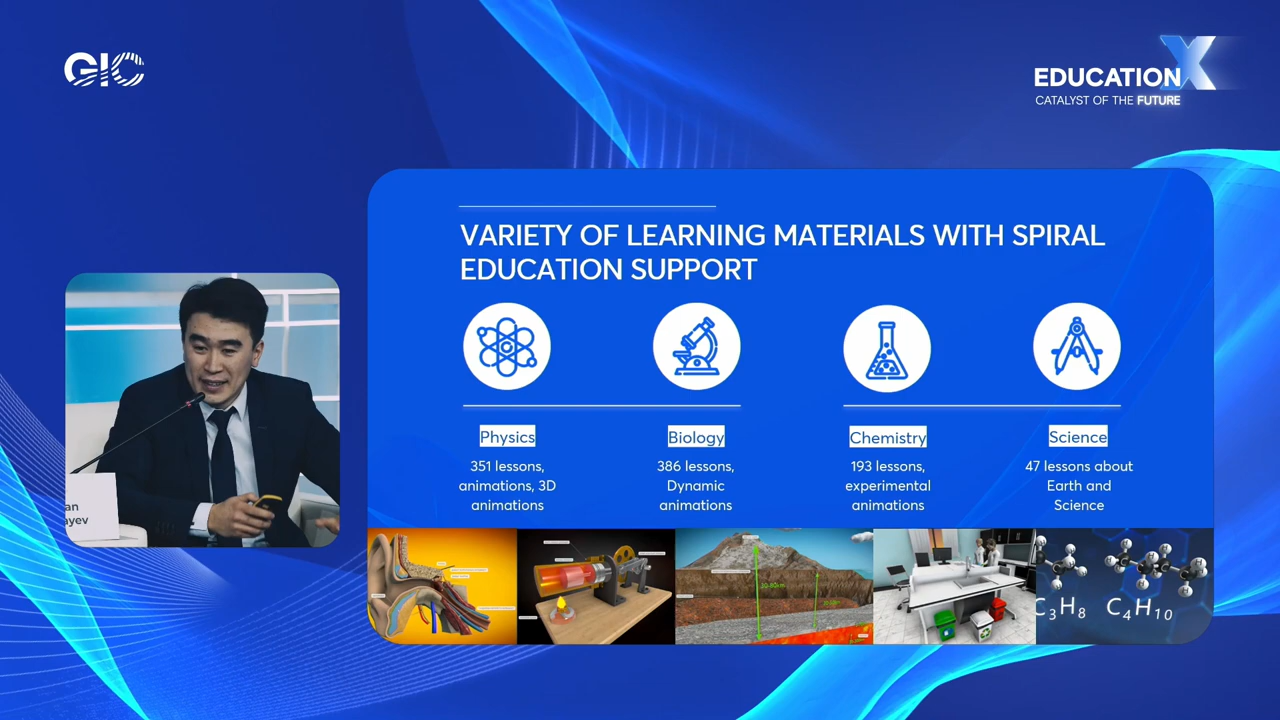 GIC
EDUCATION X
CATALYST OF THE FUTURE
VARIETY OF LEARNING MATERIALS WITH SPIRAL
EDUCATION SUPPORT
Physics
351 lessons,
animations, 3D
animations
Biology
386 lessons,
Dynamic
animations
Chemistry
193 lessons,
experimental
animations
Science
47 lessons about
Earth and
Science
an
ayev
C₃H₈
C₄H₁₀